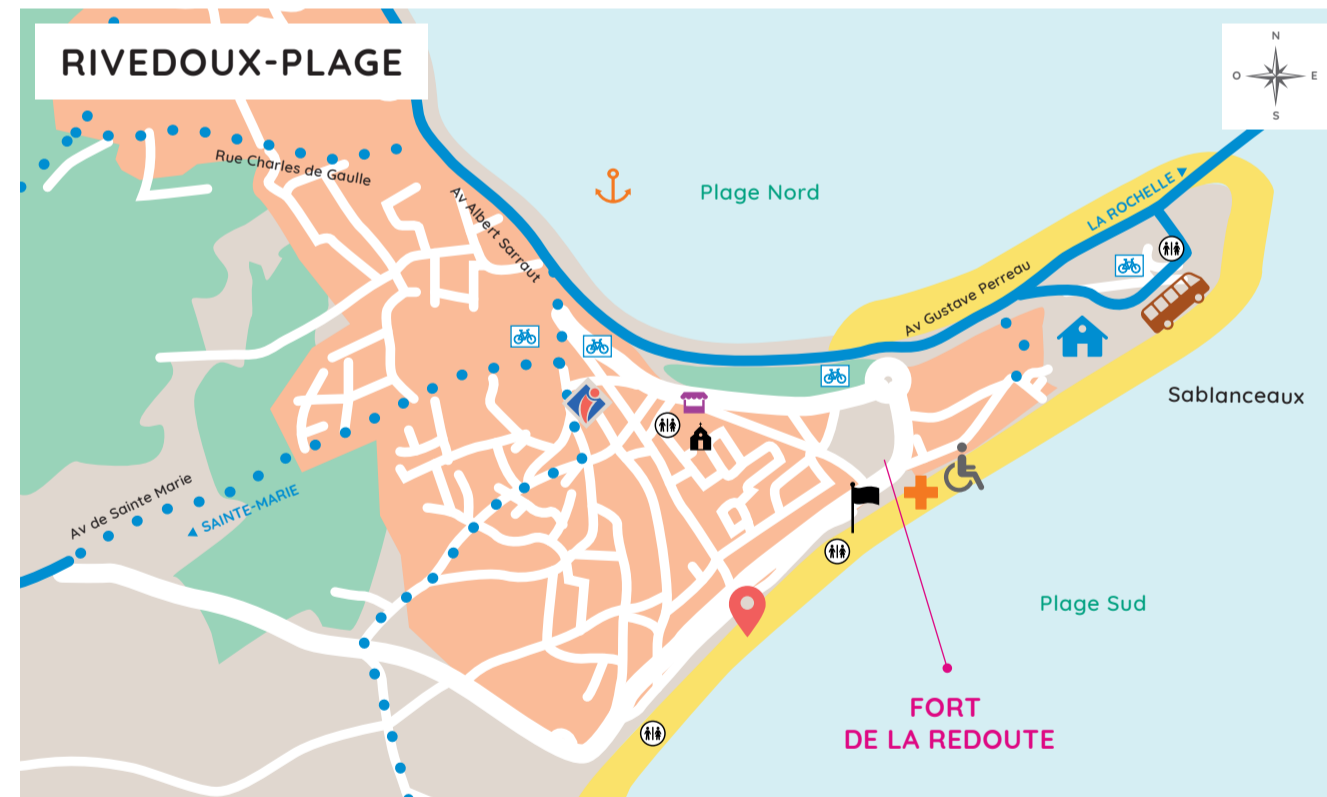 RIVEDOUX-PLAGE
N
O
E
S
Rue Charles de Gaulle
Av Albert Sarraut
Plage Nord
LA ROCHELLE ▶
Av Gustave Perreau
Sablanceaux
Av de Sainte Marie
◀ SAINTE-MARIE
Plage Sud
FORT
DE LA REDOUTE